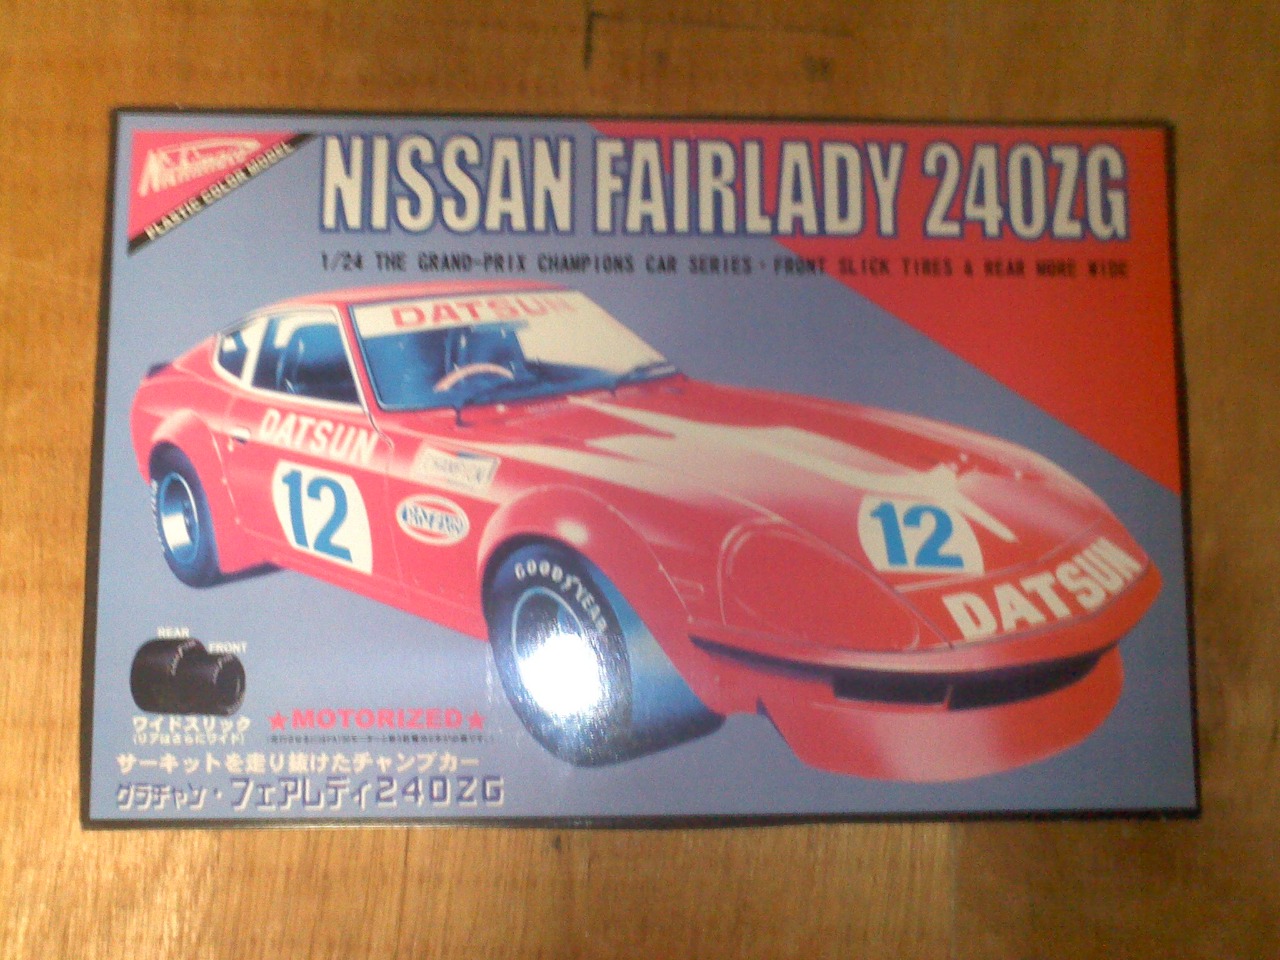 Nichimo
PLASTIC COLOR MODEL
NISSAN FAIRLADY 240ZG
1/24 THE GRAND-PRIX CHAMPIONS CAR SERIES・FRONT SLICK TIRES & REAR MORE WIDE
DATSUN
DATSUN
12
12
DATSUN
GOODYEAR
REAR
FRONT
ワイドスリック
(リアはさらにワイド)
★MOTORIZED★
サーキットを走り抜けたチャンプカー
グラチャン・フェアレディ240ZG